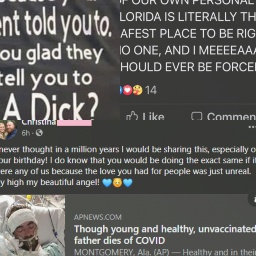 ent told you to.
you glad they
tell you to
A Dick?
OF OUR OWN PERSONAL
LORIDA IS LITERALLY TH
AFEST PLACE TO BE RIG
O ONE, AND I MEEEEAA
HOULD EVER BE FORCE
14
Like
Commen
Christina
6h
never thought in a million years I would be sharing this, especially o
our birthday! I do know that you would be doing the exact same if it
ere any of us because the love you had for people was just unreal.
y high my beautiful angel!
APNEWS.COM
Though young and healthy, unvaccinated
father dies of COVID
MONTGOMERY, Ala. (AP) — Healthy and in their